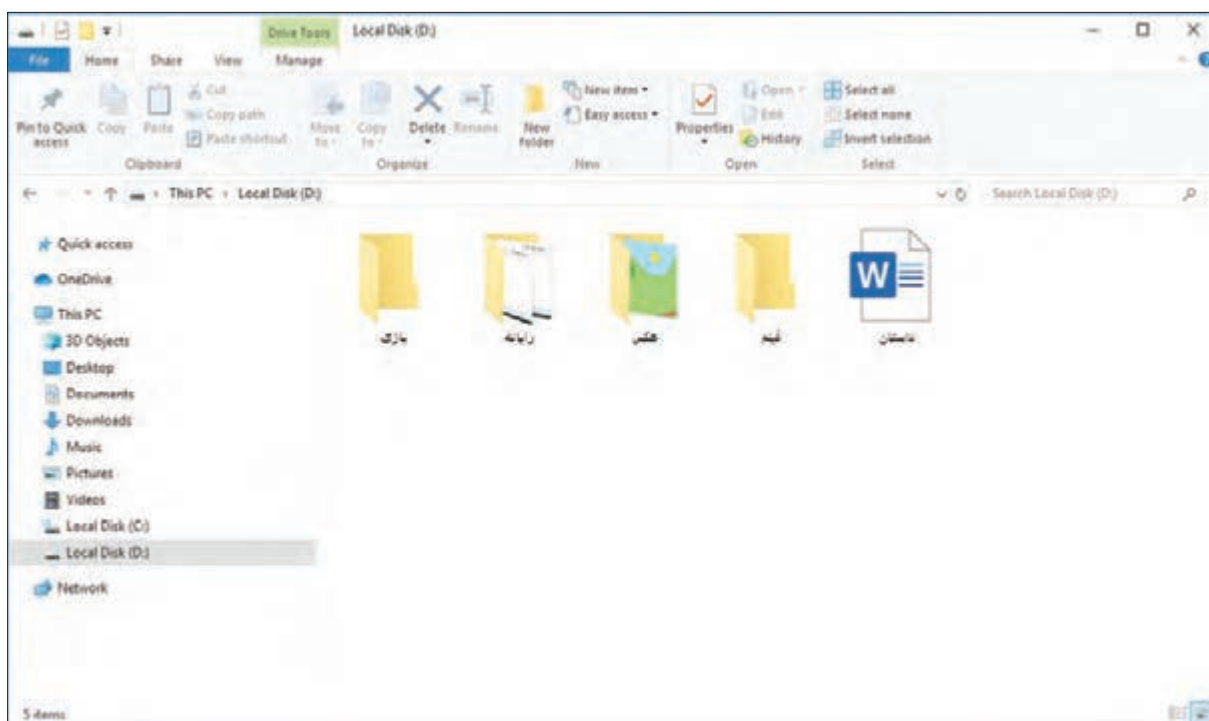 Drive Tools Local Disk (D:)
File Home Share View Manage
Pin to Quick access
Copy
Paste
Cut
Copy path
Paste shortcut
Clipboard
Move to
Copy to
Delete
Rename
Organize
New folder
New item
Easy access
New
Properties
Open
Edit
History
Open
Select all
Select none
Invert selection
Select
This PC Local Disk (D:)
Search Local Disk (D:)
Quick access
OneDrive
This PC
3D Objects
Desktop
Documents
Downloads
Music
Pictures
Videos
Local Disk (C:)
Local Disk (D:)
Network
بازی
رایانه
عکس
فیلم
W
داستان
5 items